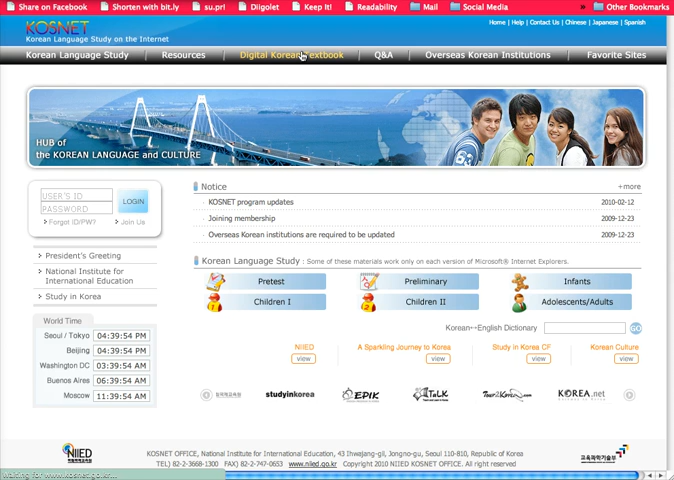 Share on Facebook Shorten with bit.ly su.pr! Diigolet Keep It! Readability Mail Social Media » Other Bookmarks
KOSNET
Korean Language Study on the Internet
Home | Help | Contact Us | Chinese | Japanese | Spanish
Korean Language Study | Resources | Digital Korean Textbook | Q&A | Overseas Korean Institutions | Favorite Sites
HUB of
the KOREAN LANGUAGE and CULTURE
USER'S ID
PASSWORD
LOGIN
Forgot ID/PW? Join Us
President's Greeting
National Institute for
International Education
Study in Korea
World Time
Seoul / Tokyo 04:39:54 PM
Beijing 04:39:54 PM
Washington DC 03:39:54 AM
Buenos Aires 06:39:54 AM
Moscow 11:39:54 AM
Notice +more
KOSNET program updates 2010-02-12
Joining membership 2009-12-23
Overseas Korean institutions are required to be updated 2009-12-23
Korean Language Study : Some of these materials work only on each version of Microsoft® Internet Explorers.
Pretest Preliminary Infants
Children I Children II Adolescents/Adults
Korean↔English Dictionary GO
NIIED A Sparkling Journey to Korea Study in Korea CF Korean Culture
view view view view
studyinkorea EPIK TaLK KOREA.net
NIIED
KOSNET OFFICE, National Institute for International Education, 43 Ihwajang-gil, Jongno-gu, Seoul 110-810, Republic of Korea
TEL) 82-2-3668-1300 FAX) 82-2-747-0653 www.niied.go.kr Copyright 2010 NIIED KOSNET OFFICE. All right reserved
교육과학기술부
Waiting for www.kosnet.go.kr...